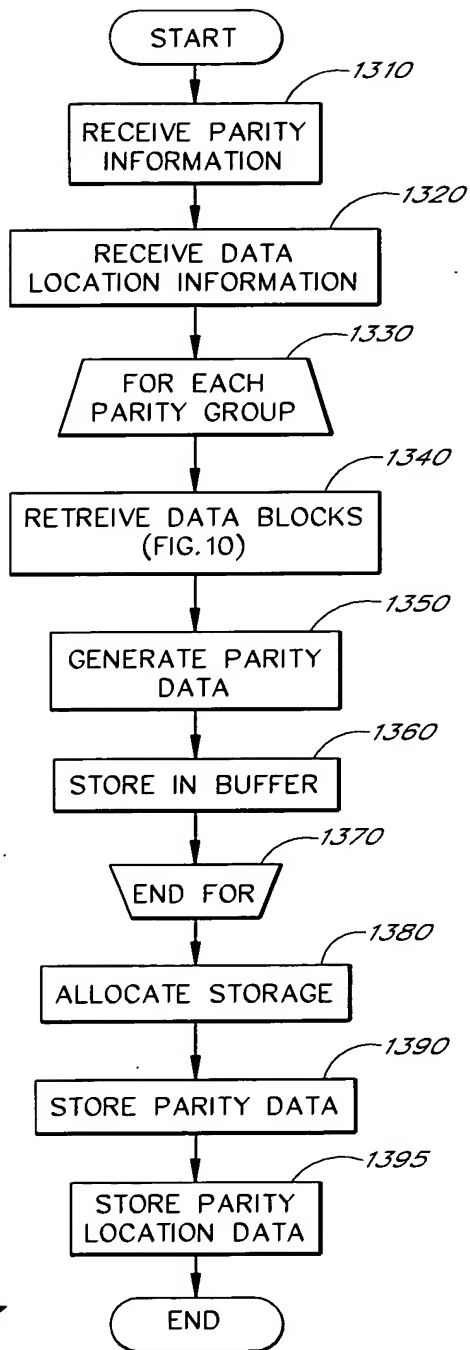 START
1310
RECEIVE PARITY
INFORMATION
1320
RECEIVE DATA
LOCATION INFORMATION
1330
FOR EACH
PARITY GROUP
1340
RETREIVE DATA BLOCKS
(FIG.10)
1350
GENERATE PARITY
DATA
1360
STORE IN BUFFER
1370
END FOR
1380
ALLOCATE STORAGE
1390
STORE PARITY DATA
1395
STORE PARITY
LOCATION DATA
END